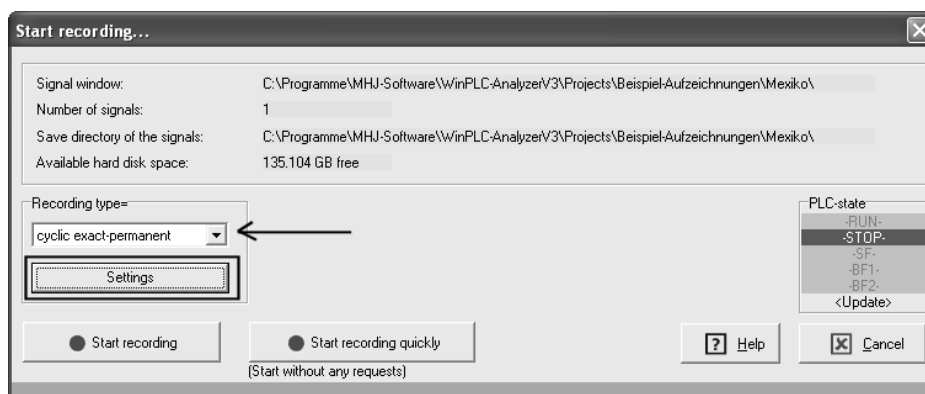 Start recording...
Signal window: C:\Programme\MHJ-Software\WinPLC-AnalyzerV3\Projects\Beispiel-Aufzeichnungen\Mexiko\
Number of signals: 1
Save directory of the signals: C:\Programme\MHJ-Software\WinPLC-AnalyzerV3\Projects\Beispiel-Aufzeichnungen\Mexiko\
Available hard disk space: 135.104 GB free
Recording type=
cyclic exact-permanent
Settings
PLC-state
-RUN-
-STOP-
-SF-
-BF1-
-BF2-
<Update>
Start recording
Start recording quickly
(Start without any requests)
? Help
Cancel